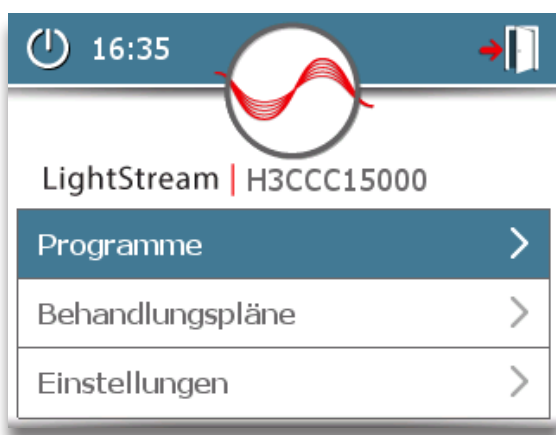 16:35
LightStream | H3CCC15000
Programme
Behandlungspläne
Einstellungen